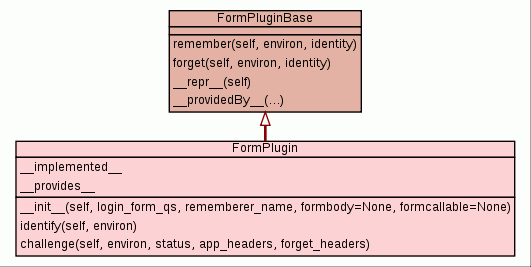 FormPluginBase
remember(self, environ, identity)
forget(self, environ, identity)
__repr__(self)
__providedBy__(...)
FormPlugin
__implemented__
__provides__
__init__(self, login_form_qs, rememberer_name, formbody=None, formcallable=None)
identify(self, environ)
challenge(self, environ, status, app_headers, forget_headers)